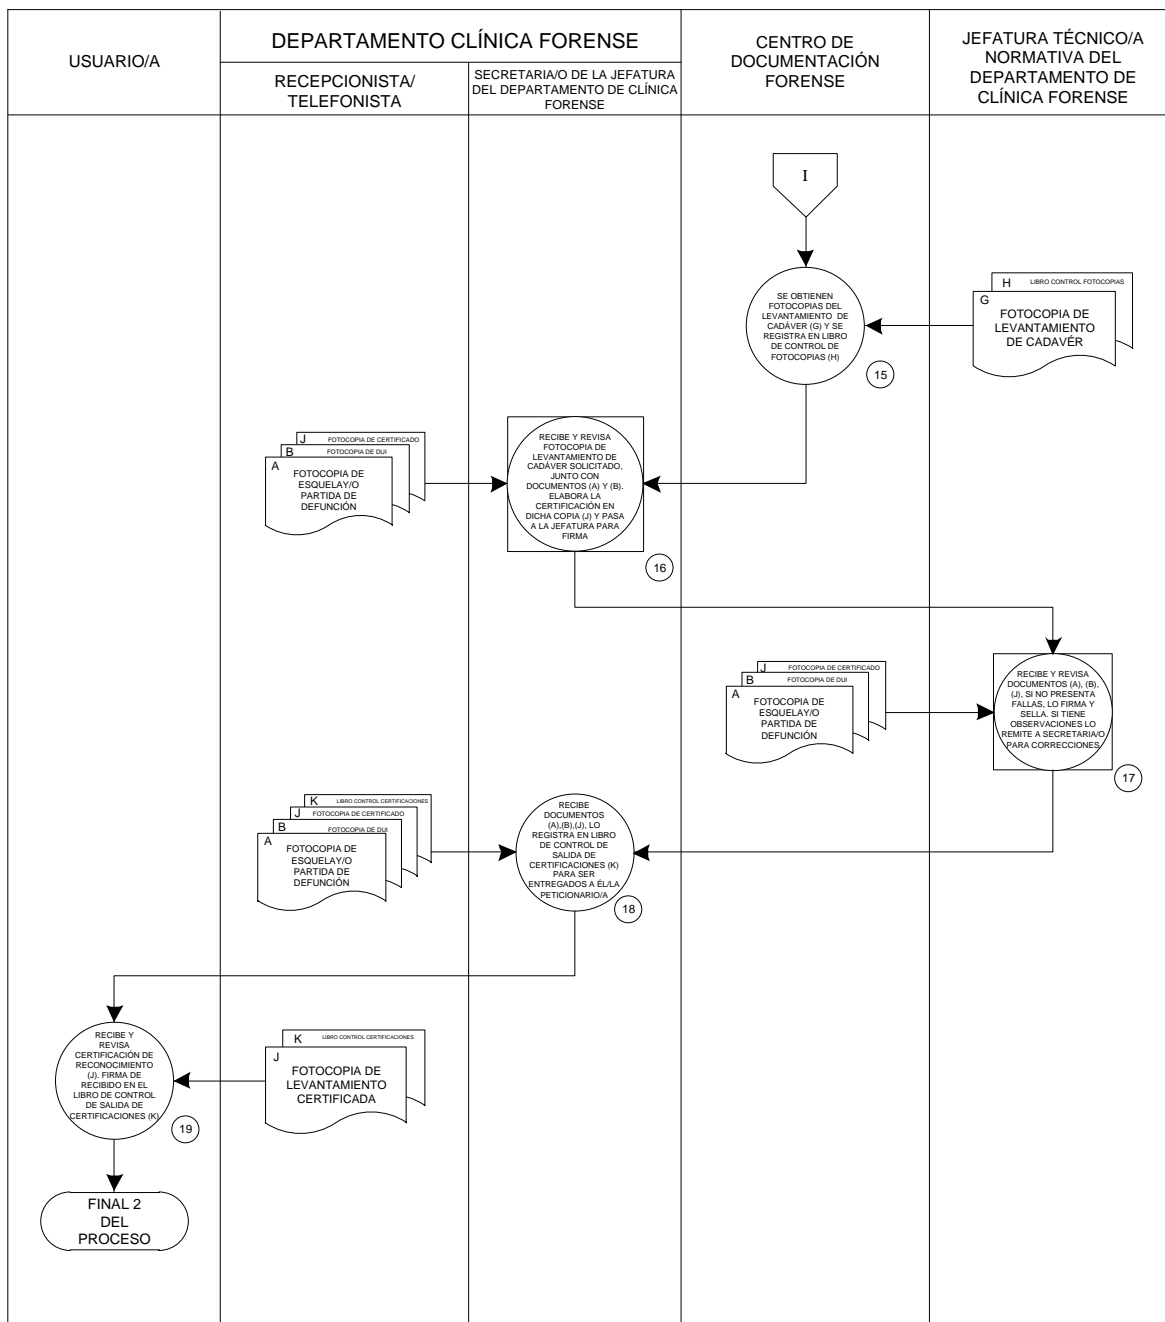 USUARIO/A
DEPARTAMENTO CLÍNICA FORENSE
RECEPCIONISTA/
TELEFONISTA
SECRETARIA/O DE LA JEFATURA
DEL DEPARTAMENTO DE CLÍNICA
FORENSE
CENTRO DE
DOCUMENTACIÓN
FORENSE
JEFATURA TÉCNICO/A
NORMATIVA DEL
DEPARTAMENTO DE
CLÍNICA FORENSE
I
SE OBTIENEN
FOTOCOPIAS DEL
LEVANTAMIENTO DE
CADÁVER (G) Y SE
REGISTRA EN LIBRO
DE CONTROL DE
FOTOCOPIAS (H)
15
H LIBRO CONTROL FOTOCOPIAS
G
FOTOCOPIA DE
LEVANTAMIENTO
DE CADAVÉR
J FOTOCOPIA DE CERTIFICADO
B FOTOCOPIA DE DUI
A
FOTOCOPIA DE
ESQUELAY/O
PARTIDA DE
DEFUNCIÓN
RECIBE Y REVISA
FOTOCOPIA DE
LEVANTAMIENTO DE
CADÁVER SOLICITADO,
JUNTO CON
DOCUMENTOS (A) Y (B).
ELABORA LA
CERTIFICACIÓN EN
DICHA COPIA (J) Y PASA
A LA JEFATURA PARA
FIRMA
16
J FOTOCOPIA DE CERTIFICADO
B FOTOCOPIA DE DUI
A
FOTOCOPIA DE
ESQUELAY/O
PARTIDA DE
DEFUNCIÓN
RECIBE Y REVISA
DOCUMENTOS (A), (B),
(J), SI NO PRESENTA
FALLAS, LO FIRMA Y
SELLA. SI TIENE
OBSERVACIONES LO
REMITE A SECRETARIA/O
PARA CORRECCIONES
17
K LIBRO CONTROL CERTIFICACIONES
J FOTOCOPIA DE CERTIFICADO
B FOTOCOPIA DE DUI
A
FOTOCOPIA DE
ESQUELAY/O
PARTIDA DE
DEFUNCIÓN
RECIBE
DOCUMENTOS
(A),(B),(J), LO
REGISTRA EN LIBRO
DE CONTROL DE
SALIDA DE
CERTIFICACIONES (K)
PARA SER
ENTREGADOS A ÉL/LA
PETICIONARIO/A
18
RECIBE Y
REVISA
CERTIFICACIÓN DE
RECONOCIMIENTO
(J). FIRMA DE
RECIBIDO EN EL
LIBRO DE CONTROL
DE SALIDA DE
CERTIFICACIONES (K)
19
K LIBRO CONTROL CERTIFICACIONES
J
FOTOCOPIA DE
LEVANTAMIENTO
CERTIFICADA
FINAL 2
DEL
PROCESO